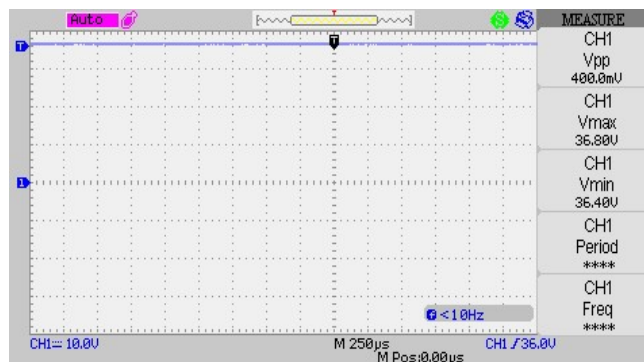 Auto
T
T
1
MEASURE
CH1
Vpp
400.0mV
CH1
Vmax
36.80V
CH1
Vmin
36.40V
CH1
Period
****
CH1
Freq
****
<10Hz
CH1 10.0V
M 250µs
CH1 36.0V
M Pos:0.00µs